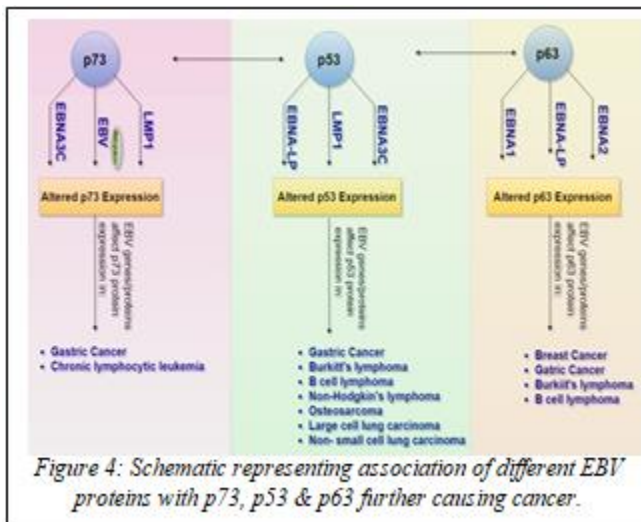 p73
p53
p63
EBNA3C
EBV
LMP1
EBNA-LP
LMP1
EBNA3C
EBNA1
EBNA-LP
EBNA2
Altered p73 Expression
Altered p53 Expression
Altered p63 Expression
EBV genes/proteins
affect p73 protein
expression in:
EBV genes/proteins
affect p53 protein
expression in:
EBV genes/proteins
affect p63 protein
expression in:
• Gastric Cancer
• Chronic lymphocytic leukemia
• Gastric Cancer
• Burkitt's lymphoma
• B cell lymphoma
• Non-Hodgkin's lymphoma
• Osteosarcoma
• Large cell lung carcinoma
• Non- small cell lung carcinoma
• Breast Cancer
• Gatric Cancer
• Burkiit's lymphoma
• B cell lymphoma
Figure 4: Schematic representing association of different EBV
proteins with p73, p53 & p63 further causing cancer.